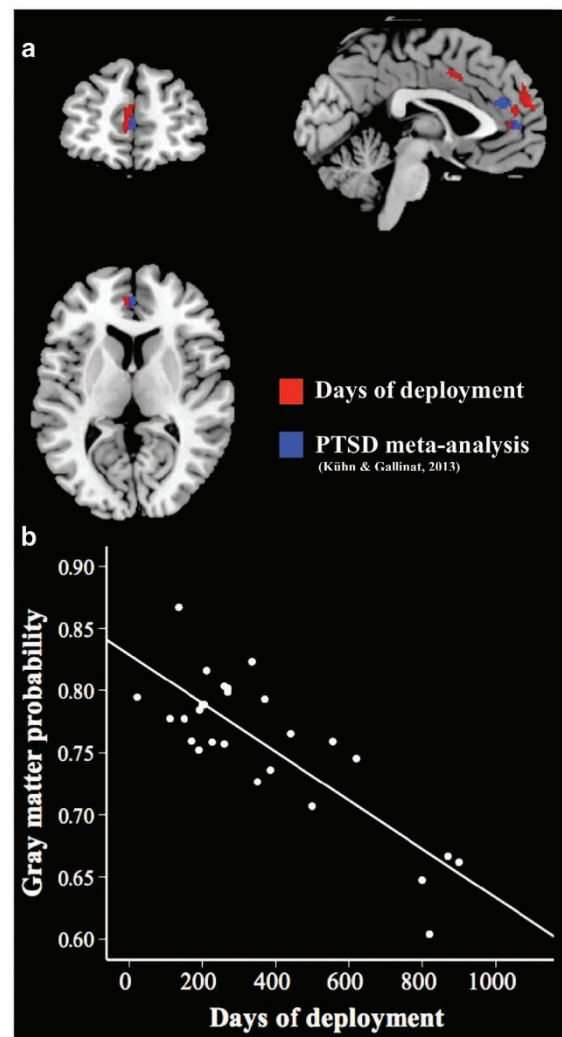 a
Days of deployment
PTSD meta-analysis
(Kühn & Gallinat, 2013)
b
0.90
0.85
0.80
0.75
0.70
0.65
0.60
Gray matter probability
0 200 400 600 800 1000
Days of deployment